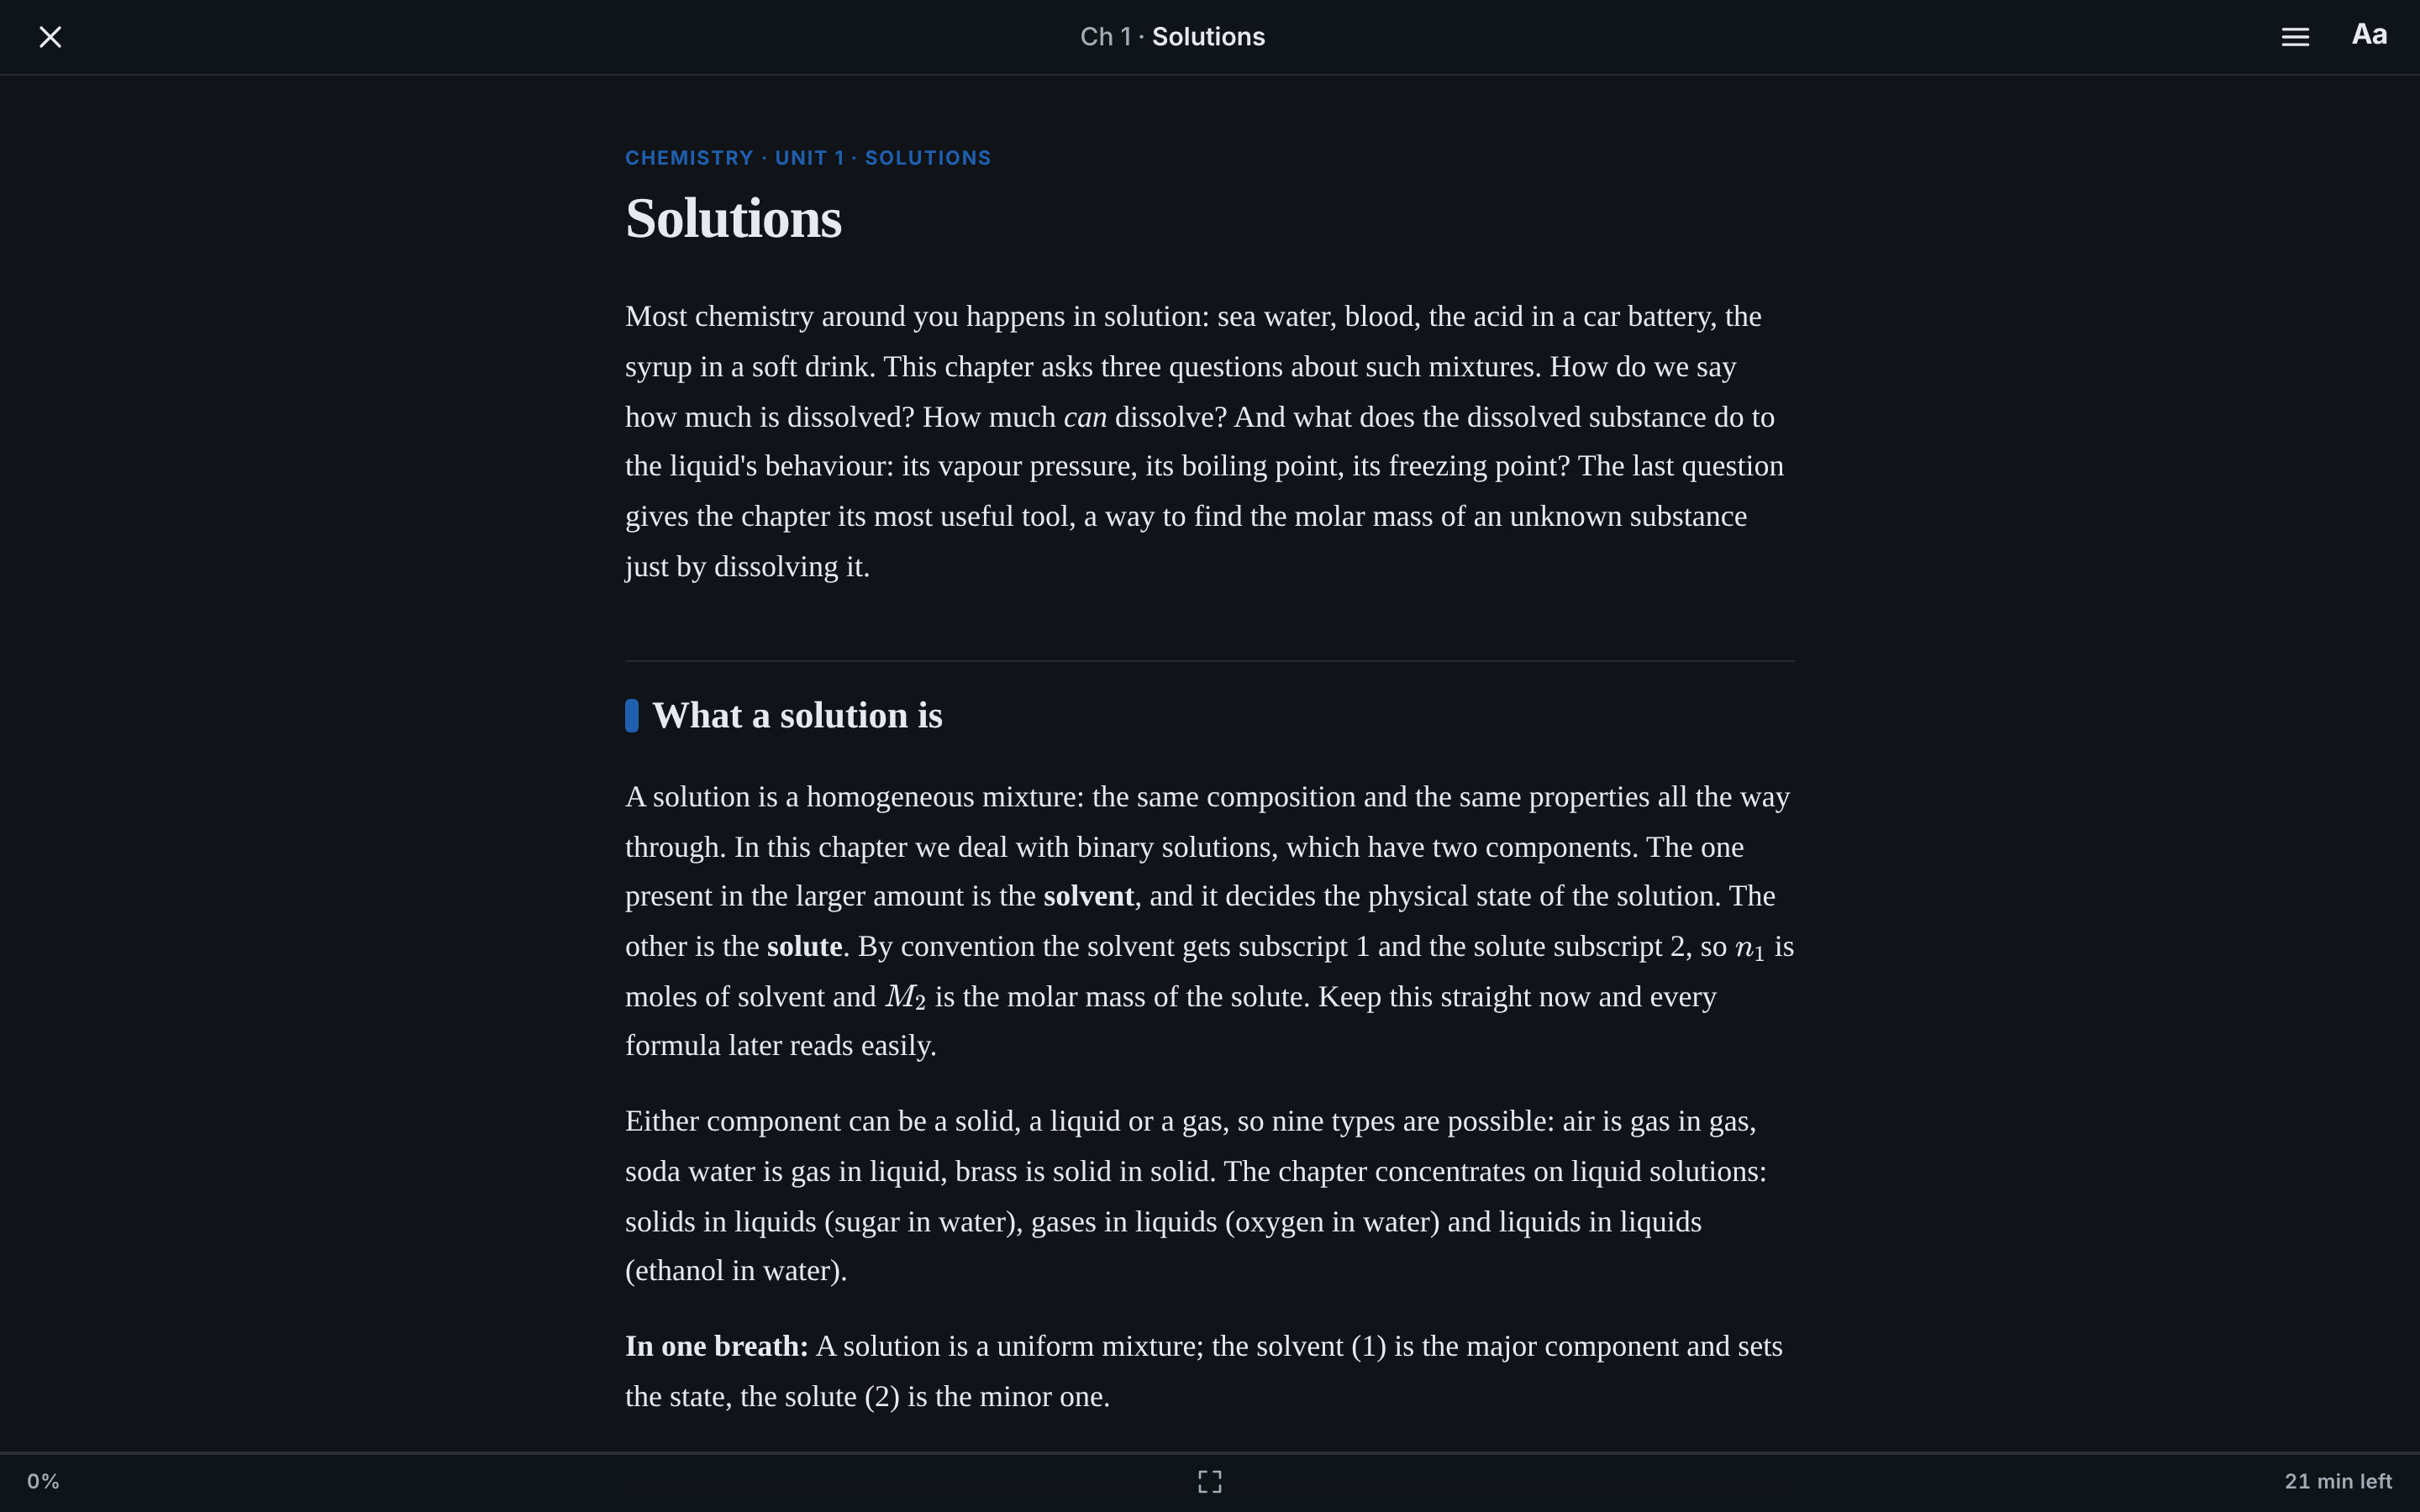 Ch 1 · Solutions
Aa
CHEMISTRY · UNIT 1 · SOLUTIONS
Solutions
Most chemistry around you happens in solution: sea water, blood, the acid in a car battery, the
syrup in a soft drink. This chapter asks three questions about such mixtures. How do we say
how much is dissolved? How much can dissolve? And what does the dissolved substance do to
the liquid's behaviour: its vapour pressure, its boiling point, its freezing point? The last question
gives the chapter its most useful tool, a way to find the molar mass of an unknown substance
just by dissolving it.
What a solution is
A solution is a homogeneous mixture: the same composition and the same properties all the way
through. In this chapter we deal with binary solutions, which have two components. The one
present in the larger amount is the solvent, and it decides the physical state of the solution. The
other is the solute. By convention the solvent gets subscript 1 and the solute subscript 2, so n₁ is
moles of solvent and M₂ is the molar mass of the solute. Keep this straight now and every
formula later reads easily.
Either component can be a solid, a liquid or a gas, so nine types are possible: air is gas in gas,
soda water is gas in liquid, brass is solid in solid. The chapter concentrates on liquid solutions:
solids in liquids (sugar in water), gases in liquids (oxygen in water) and liquids in liquids
(ethanol in water).
In one breath: A solution is a uniform mixture; the solvent (1) is the major component and sets
the state, the solute (2) is the minor one.
0%
21 min left